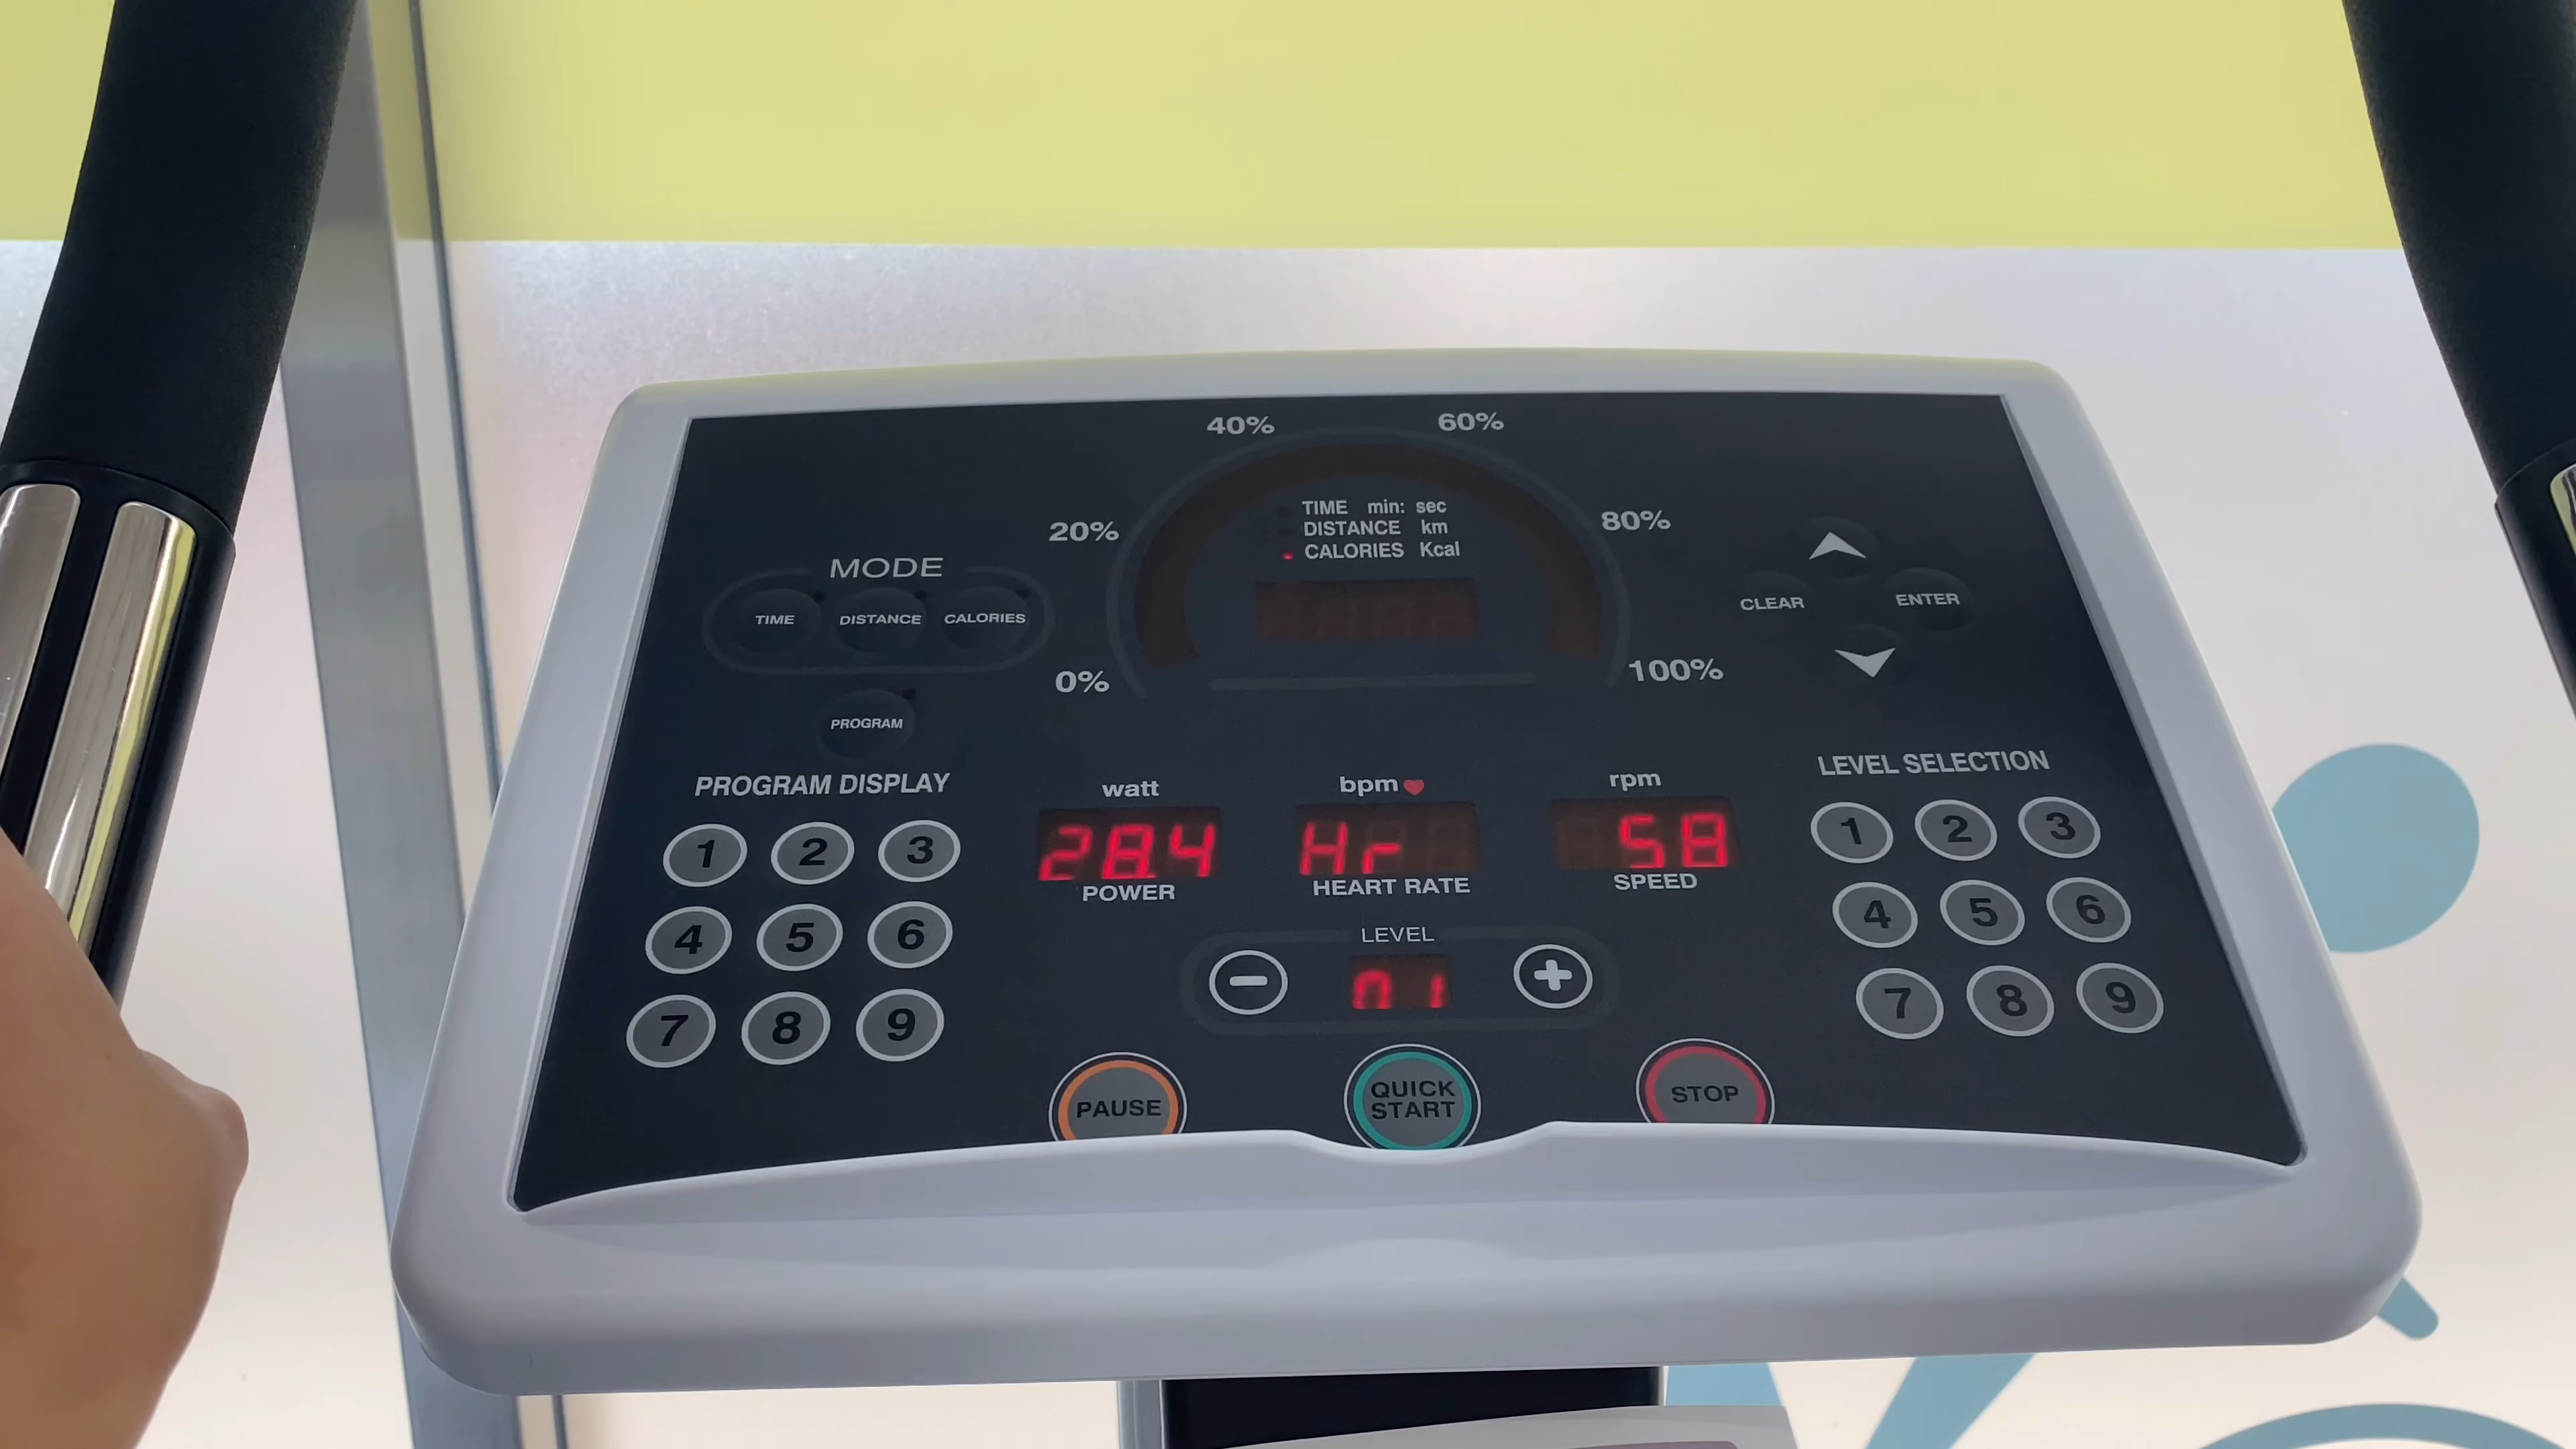 40% 60%
TIME min: sec
20% DISTANCE km 80%
CALORIES Kcal
MODE
TIME DISTANCE CALORIES
CLEAR ENTER
0% 100%
PROGRAM
PROGRAM DISPLAY
watt bpm rpm
LEVEL SELECTION
28.4 Hr 58
POWER HEART RATE SPEED
1 2 3
4 5 6
7 8 9
LEVEL
- +
1 2 3
4 5 6
7 8 9
PAUSE
QUICK
START
STOP